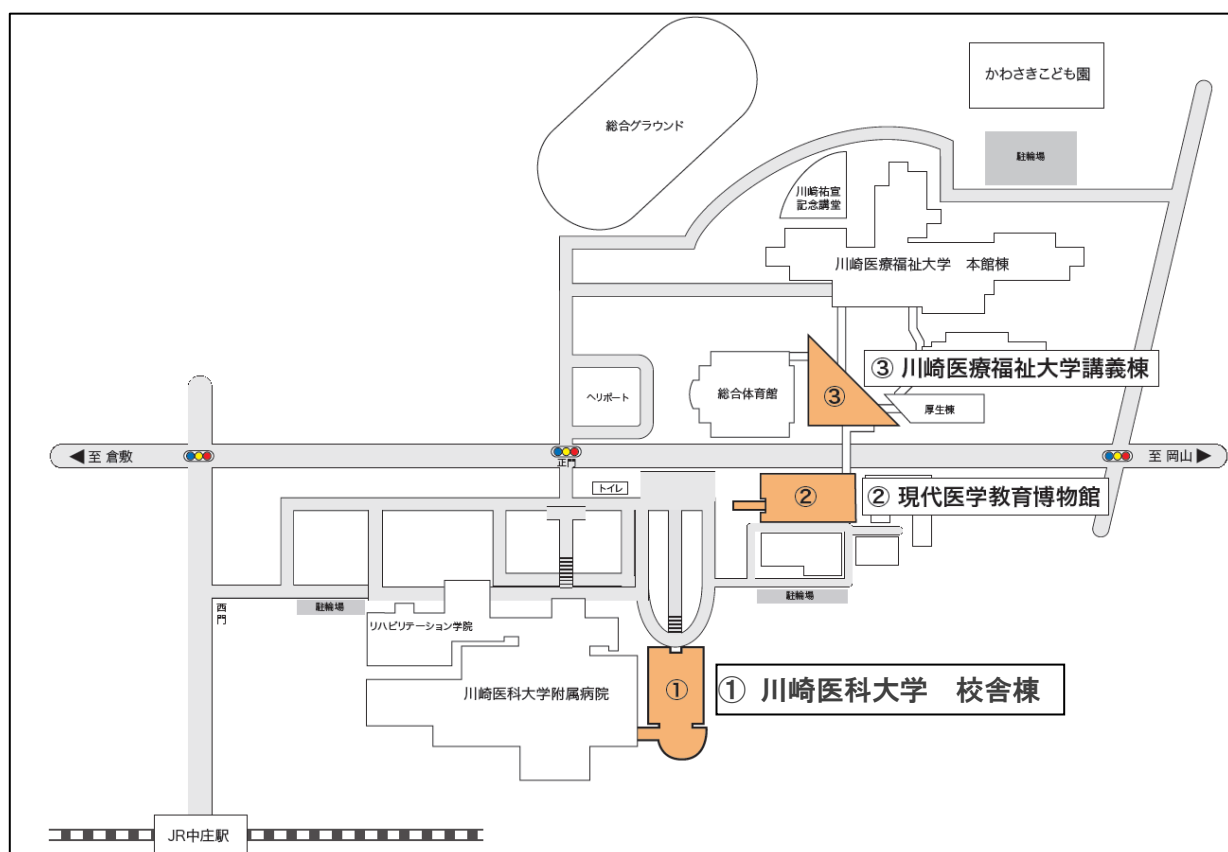 かわさきこども園
総合グラウンド
駐輪場
川﨑祐宣
記念講堂
川崎医療福祉大学　本館棟
③ 川崎医療福祉大学講義棟
総合体育館
③
ヘリポート
厚生棟
至 倉敷
正門
至 岡山
トイレ
②
② 現代医学教育博物館
西門
駐輪場
駐輪場
リハビリテーション学院
川崎医科大学附属病院
①
① 川崎医科大学　校舎棟
JR中庄駅